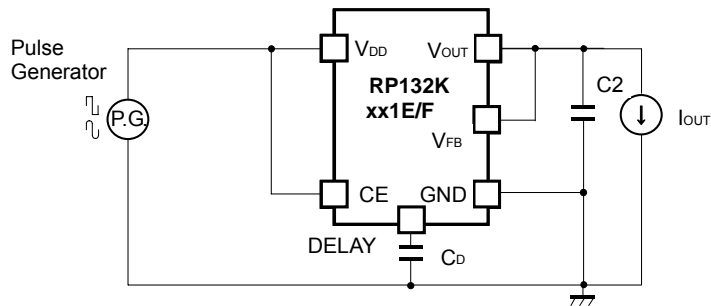 Pulse
Generator
P.G.
VDD
VOUT
RP132K
xx1E/F
VFB
CE
GND
DELAY
CD
C2
IOUT